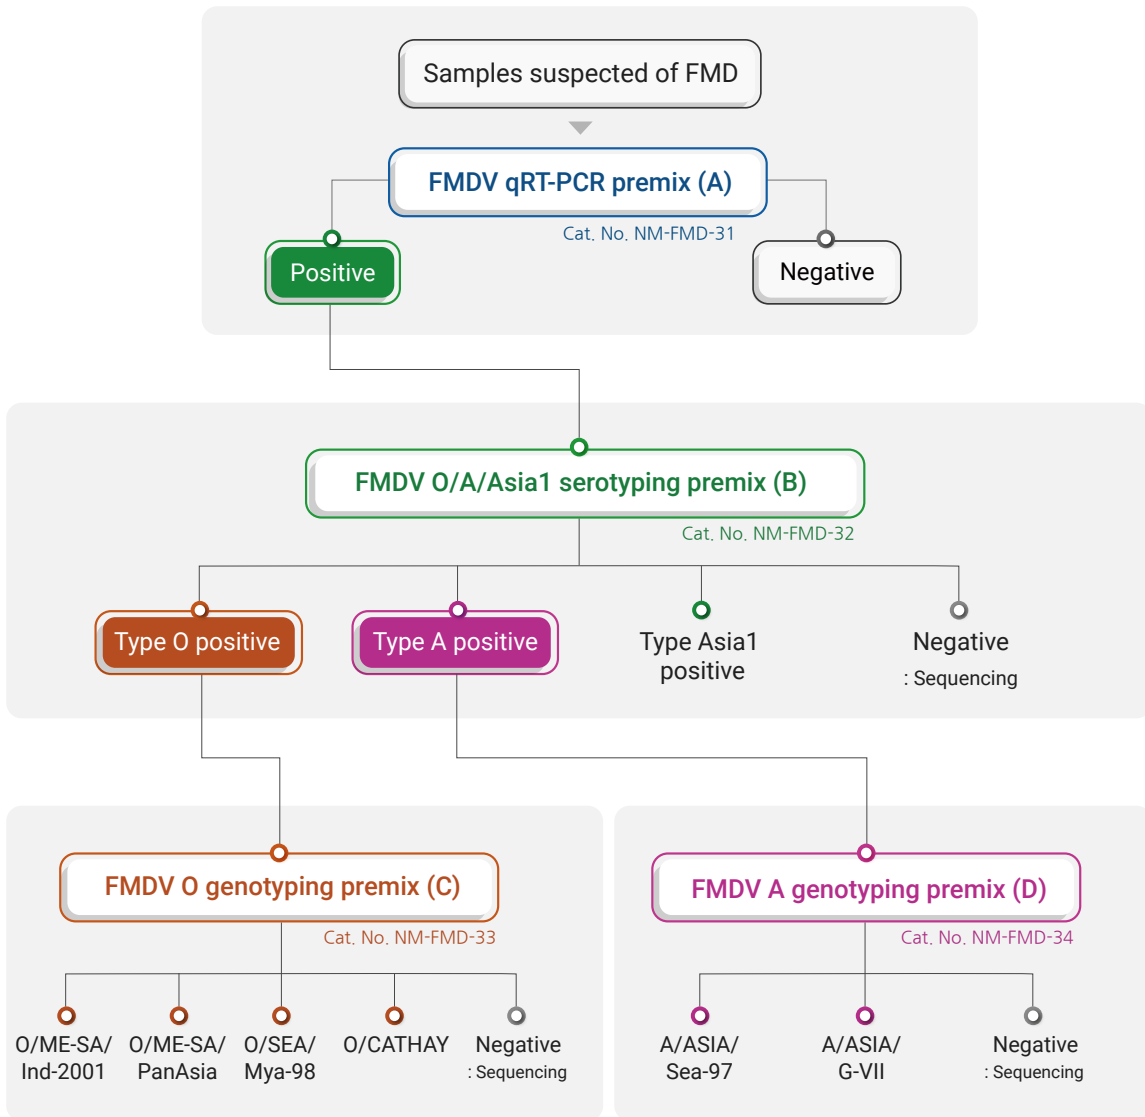 Samples suspected of FMD
FMDV qRT-PCR premix (A)
Cat. No. NM-FMD-31
Positive
Negative
FMDV O/A/Asia1 serotyping premix (B)
Cat. No. NM-FMD-32
Type O positive
Type A positive
Type Asia1
positive
Negative
: Sequencing
FMDV O genotyping premix (C)
Cat. No. NM-FMD-33
O/ME-SA/
Ind-2001
O/ME-SA/
PanAsia
O/SEA/
Mya-98
O/CATHAY
Negative
: Sequencing
FMDV A genotyping premix (D)
Cat. No. NM-FMD-34
A/ASIA/
Sea-97
A/ASIA/
G-VII
Negative
: Sequencing